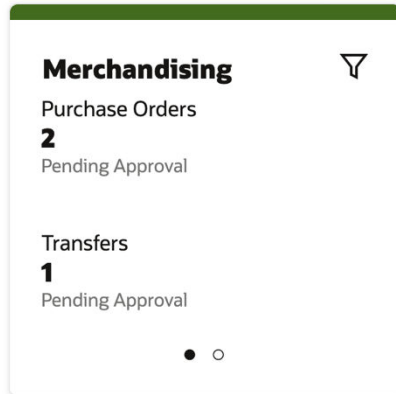 Merchandising
Purchase Orders
2
Pending Approval
Transfers
1
Pending Approval